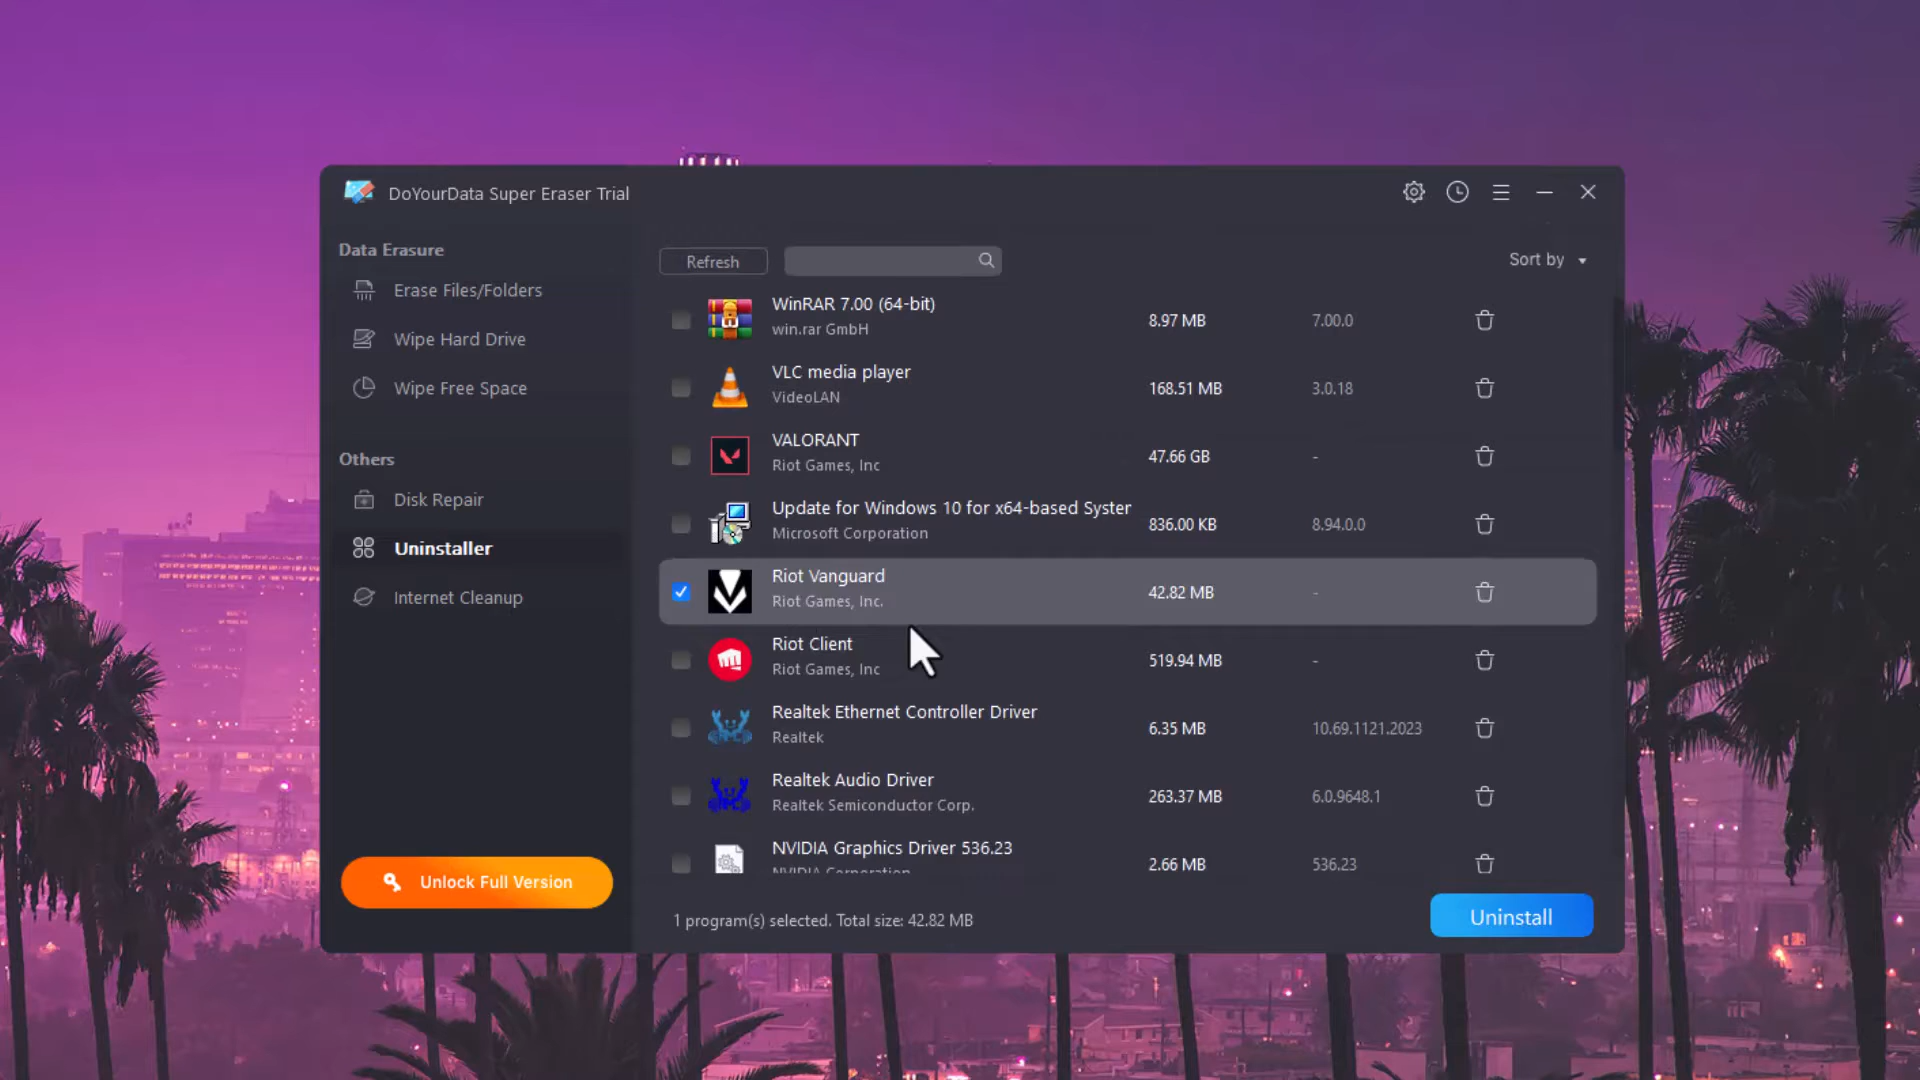 DoYourData Super Eraser Trial
Data Erasure
Erase Files/Folders
Wipe Hard Drive
Wipe Free Space
Others
Disk Repair
Uninstaller
Internet Cleanup
Unlock Full Version
Refresh
Sort by
WinRAR 7.00 (64-bit)
win.rar GmbH
8.97 MB
7.00.0
VLC media player
VideoLAN
168.51 MB
3.0.18
VALORANT
Riot Games, Inc
47.66 GB
-
Update for Windows 10 for x64-based Syster
Microsoft Corporation
836.00 KB
8.94.0.0
Riot Vanguard
Riot Games, Inc.
42.82 MB
-
Riot Client
Riot Games, Inc
519.94 MB
-
Realtek Ethernet Controller Driver
Realtek
6.35 MB
10.69.1121.2023
Realtek Audio Driver
Realtek Semiconductor Corp.
263.37 MB
6.0.9648.1
NVIDIA Graphics Driver 536.23
NVIDIA Corporation
2.66 MB
536.23
1 program(s) selected. Total size: 42.82 MB
Uninstall